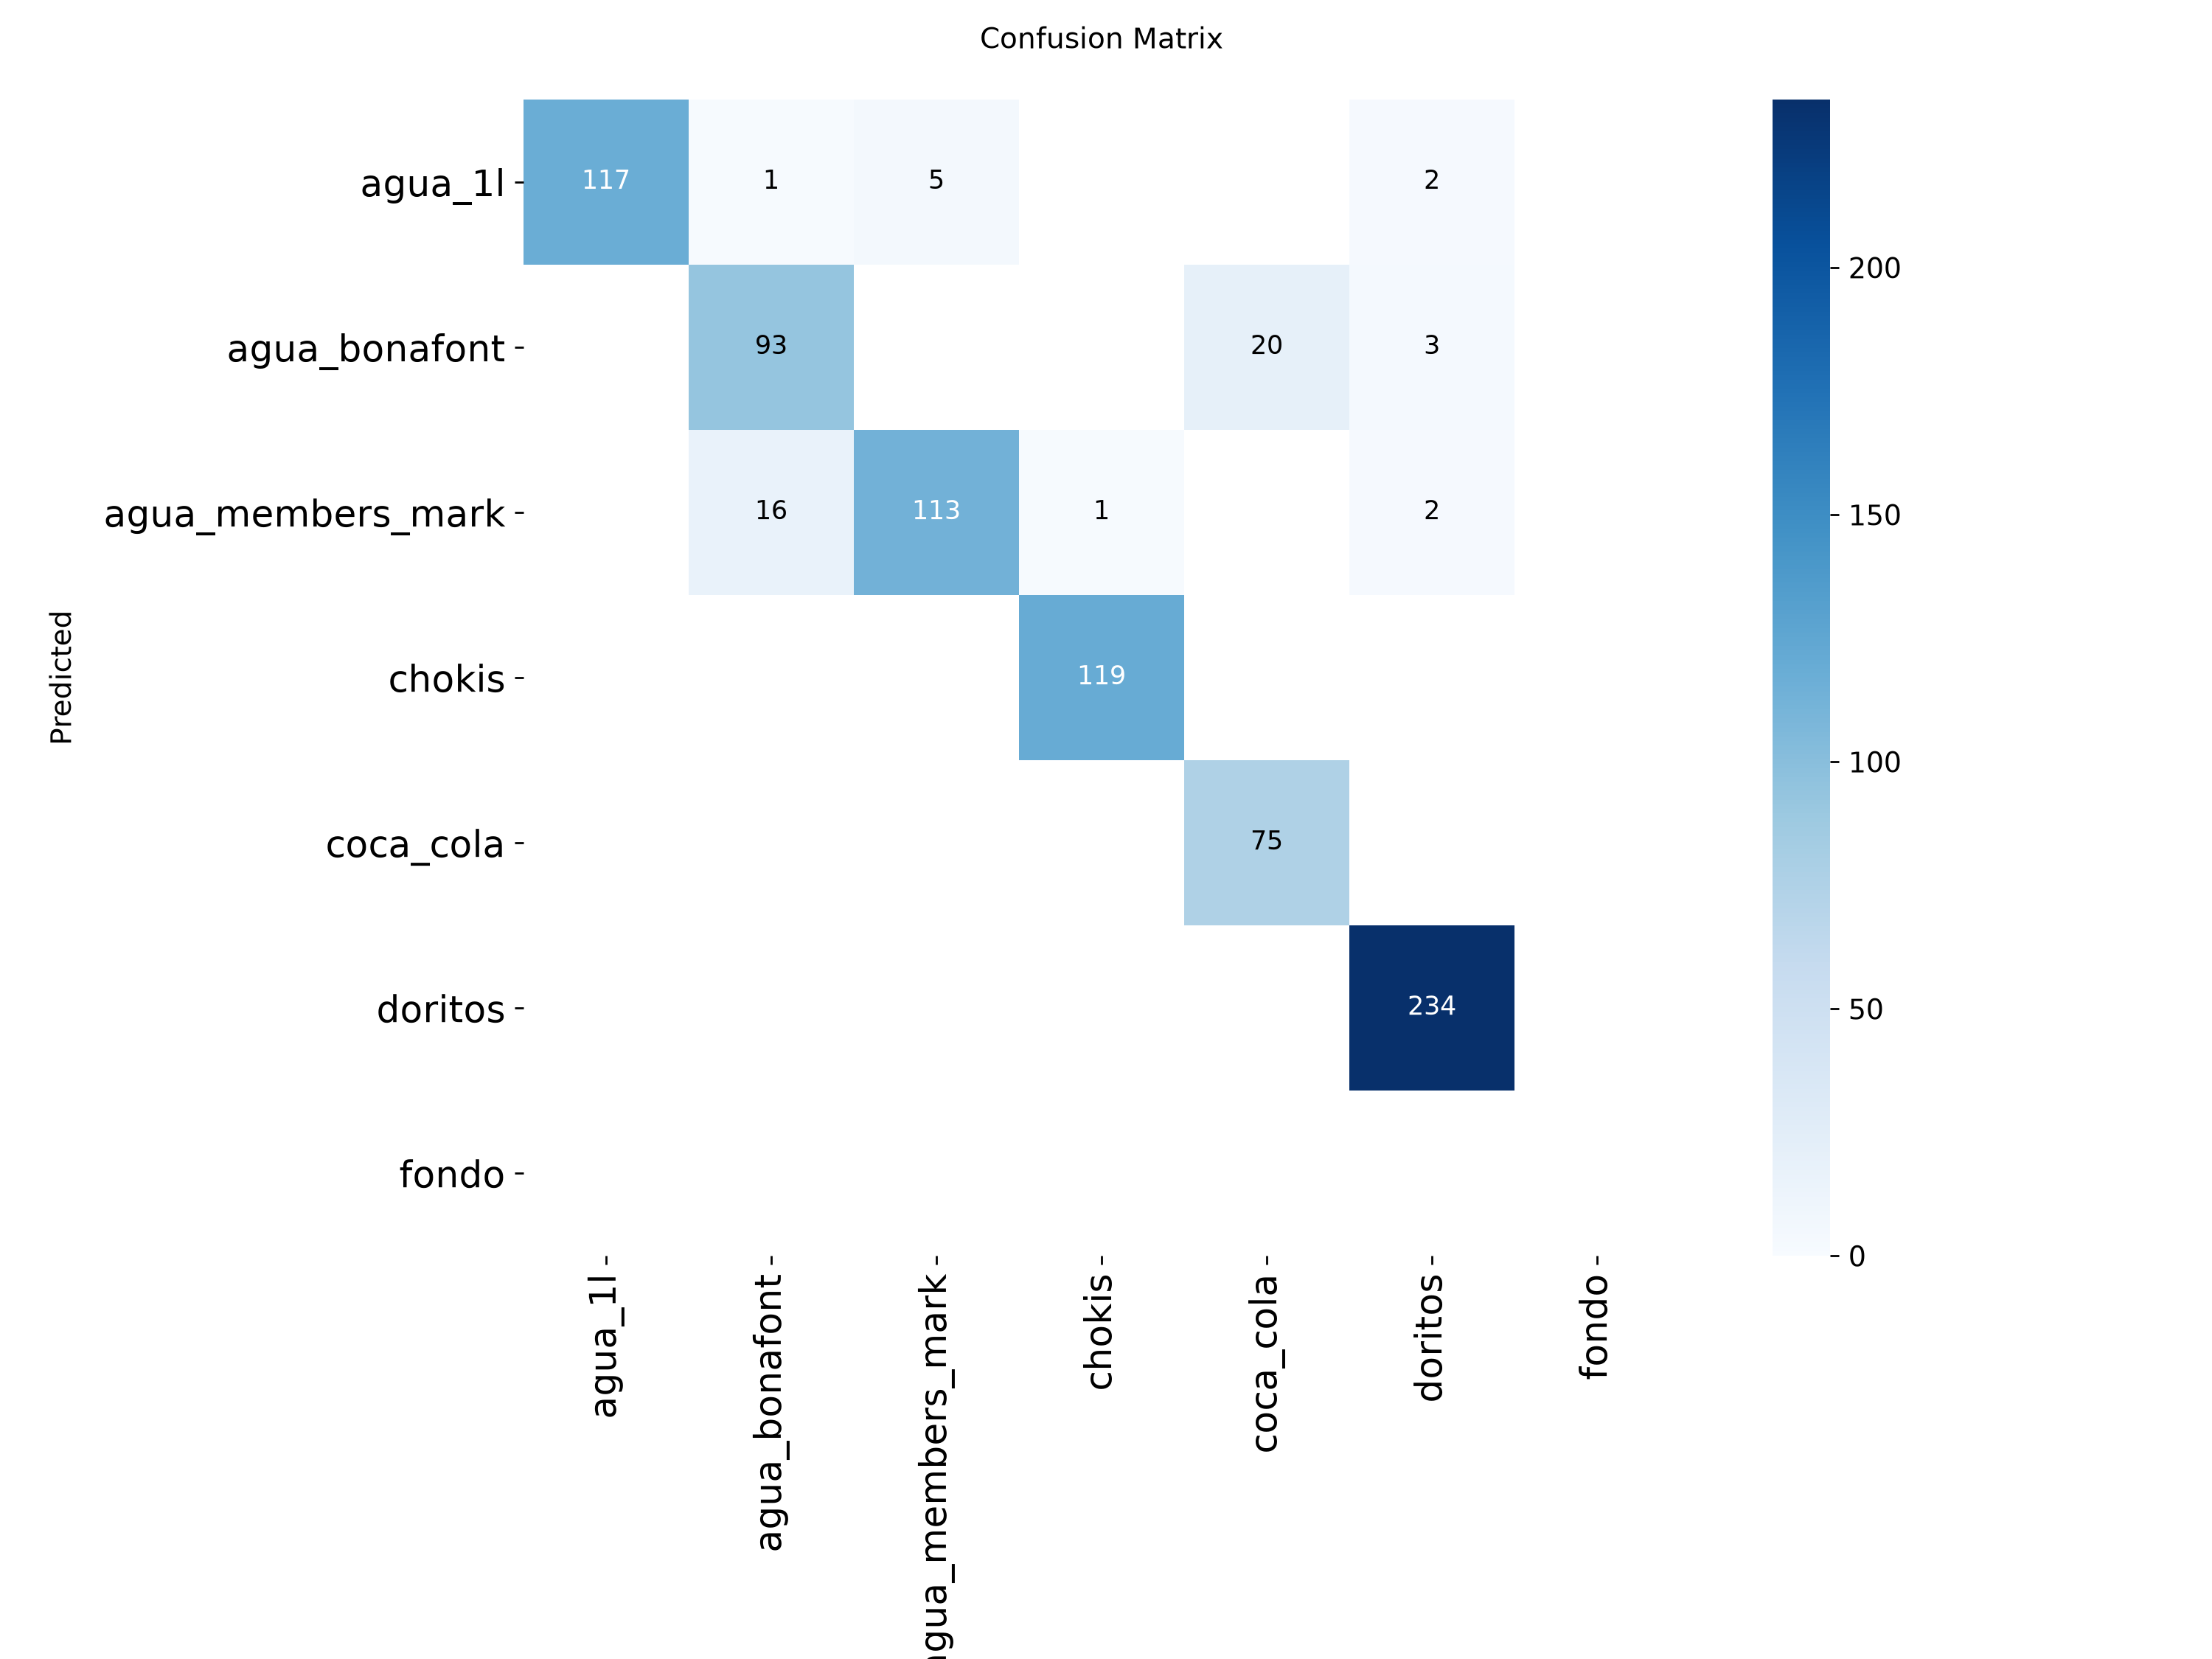 Confusion Matrix
agua_1l
117 1 5 2
agua_bonafont
93 20 3
agua_members_mark
16 113 1 2
chokis
119
coca_cola
75
doritos
234
fondo
Predicted
agua_1l
agua_bonafont
agua_members_mark
chokis
coca_cola
doritos
fondo
200
150
100
50
0